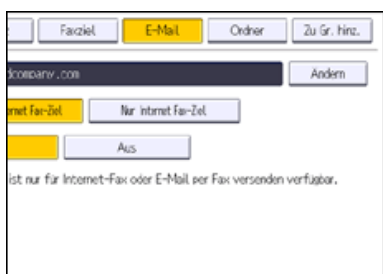 Faxziel E-Mail Ordner Zu Gr. hinz.
dcompany.com Ändern
ernet Fax-Ziel Nur Internet Fax-Ziel
Aus
ist nur für Internet-Fax oder E-Mail per Fax versenden verfügbar.